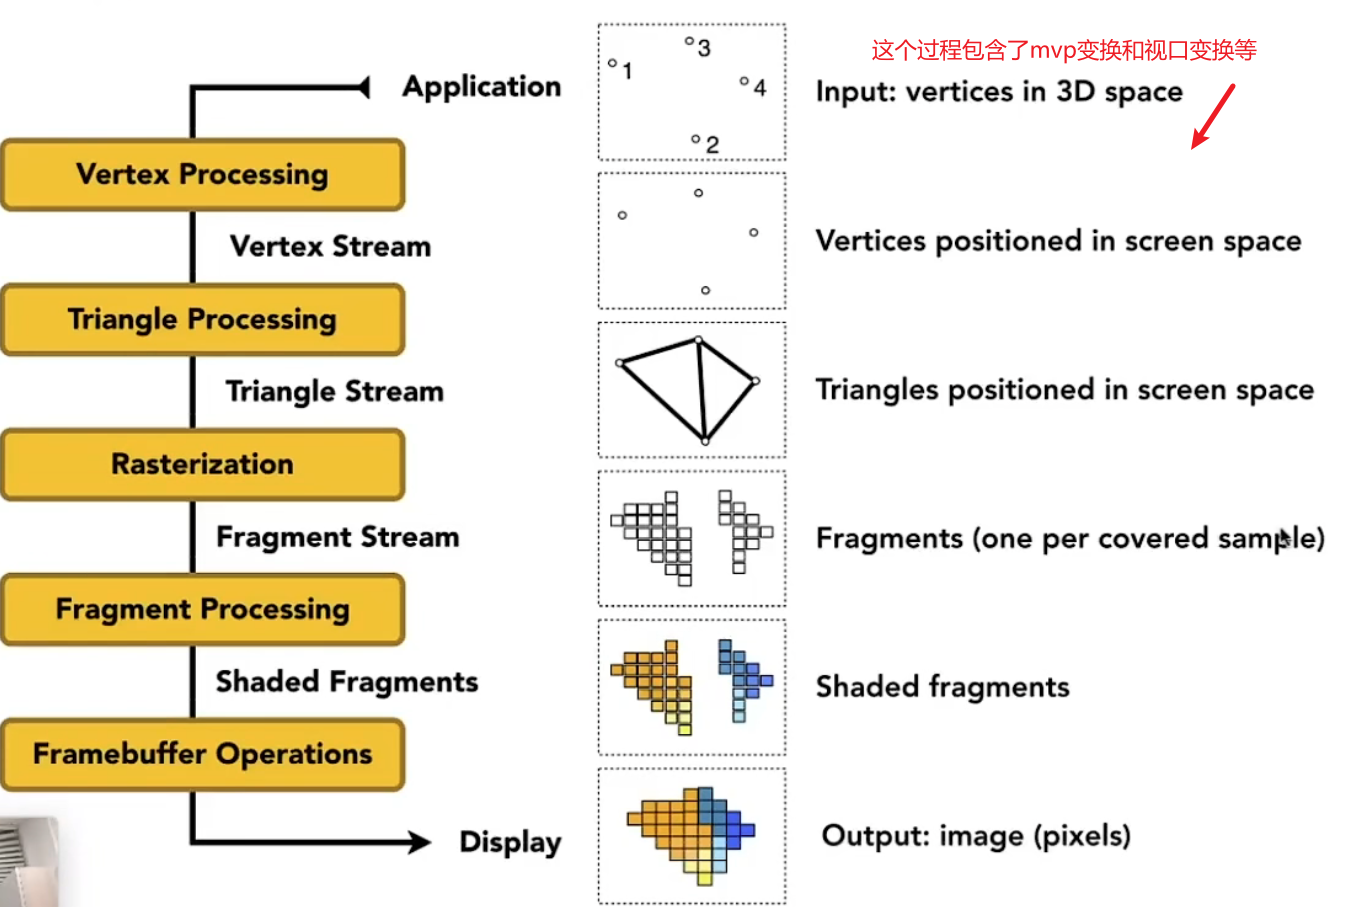 这个过程包含了mvp变换和视口变换等
Application
3
1
4
2
Input: vertices in 3D space
Vertex Processing
Vertex Stream
Vertices positioned in screen space
Triangle Processing
Triangle Stream
Triangles positioned in screen space
Rasterization
Fragment Stream
Fragments (one per covered sample)
Fragment Processing
Shaded Fragments
Shaded fragments
Framebuffer Operations
Display
Output: image (pixels)